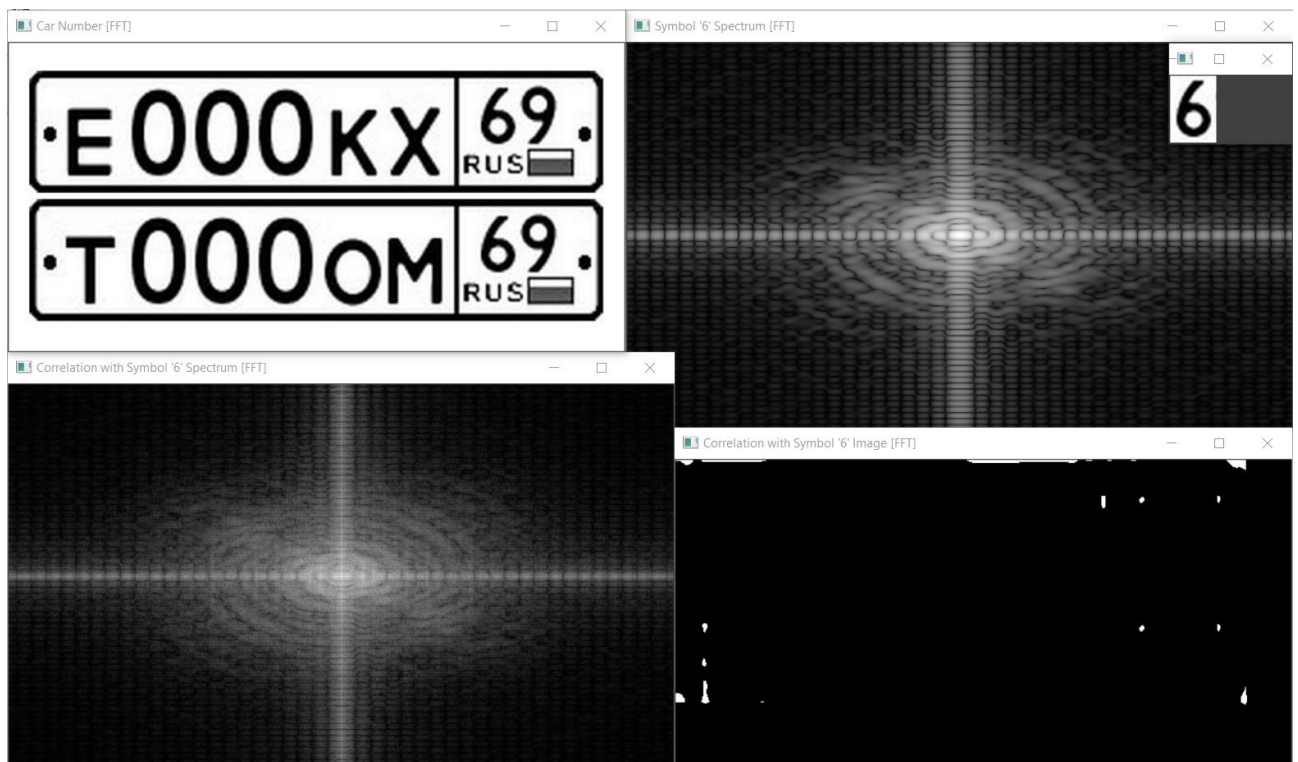 Car Number [FFT]
Symbol '6' Spectrum [FFT]
6
E000KX 69
RUS
T000OM 69
RUS
Correlation with Symbol '6' Spectrum [FFT]
Correlation with Symbol '6' Image [FFT]